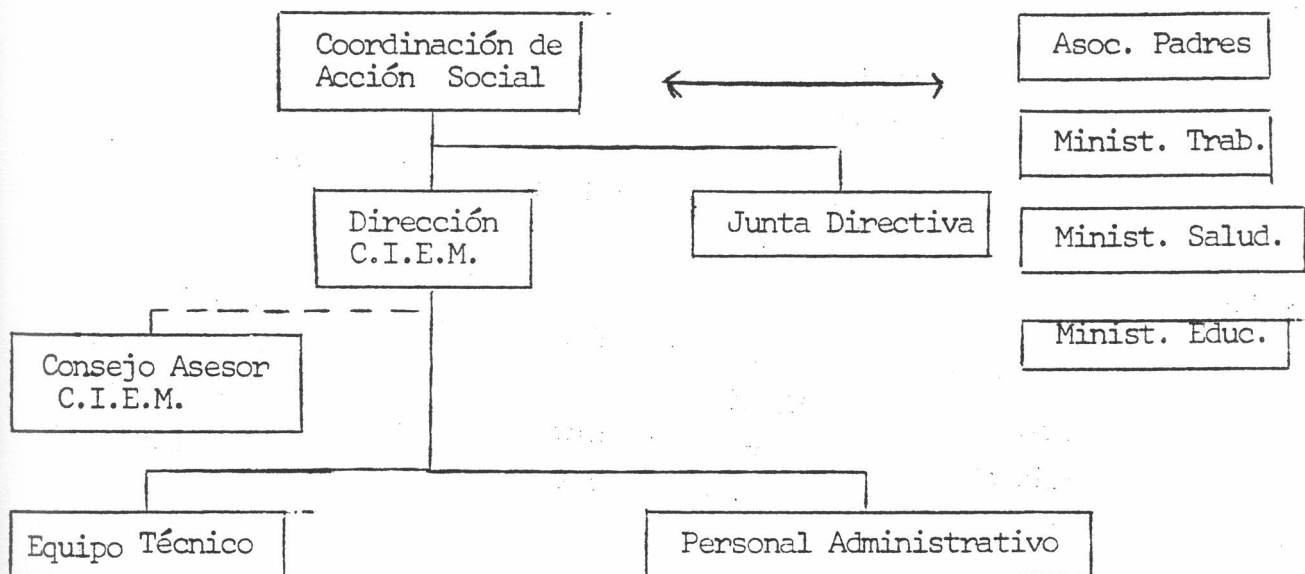 Coordinación de
Acción Social
Asoc. Padres
Minist. Trab.
Dirección
C.I.E.M.
Junta Directiva
Minist. Salud.
Minist. Educ.
Consejo Asesor
C.I.E.M.
Equipo Técnico
Personal Administrativo